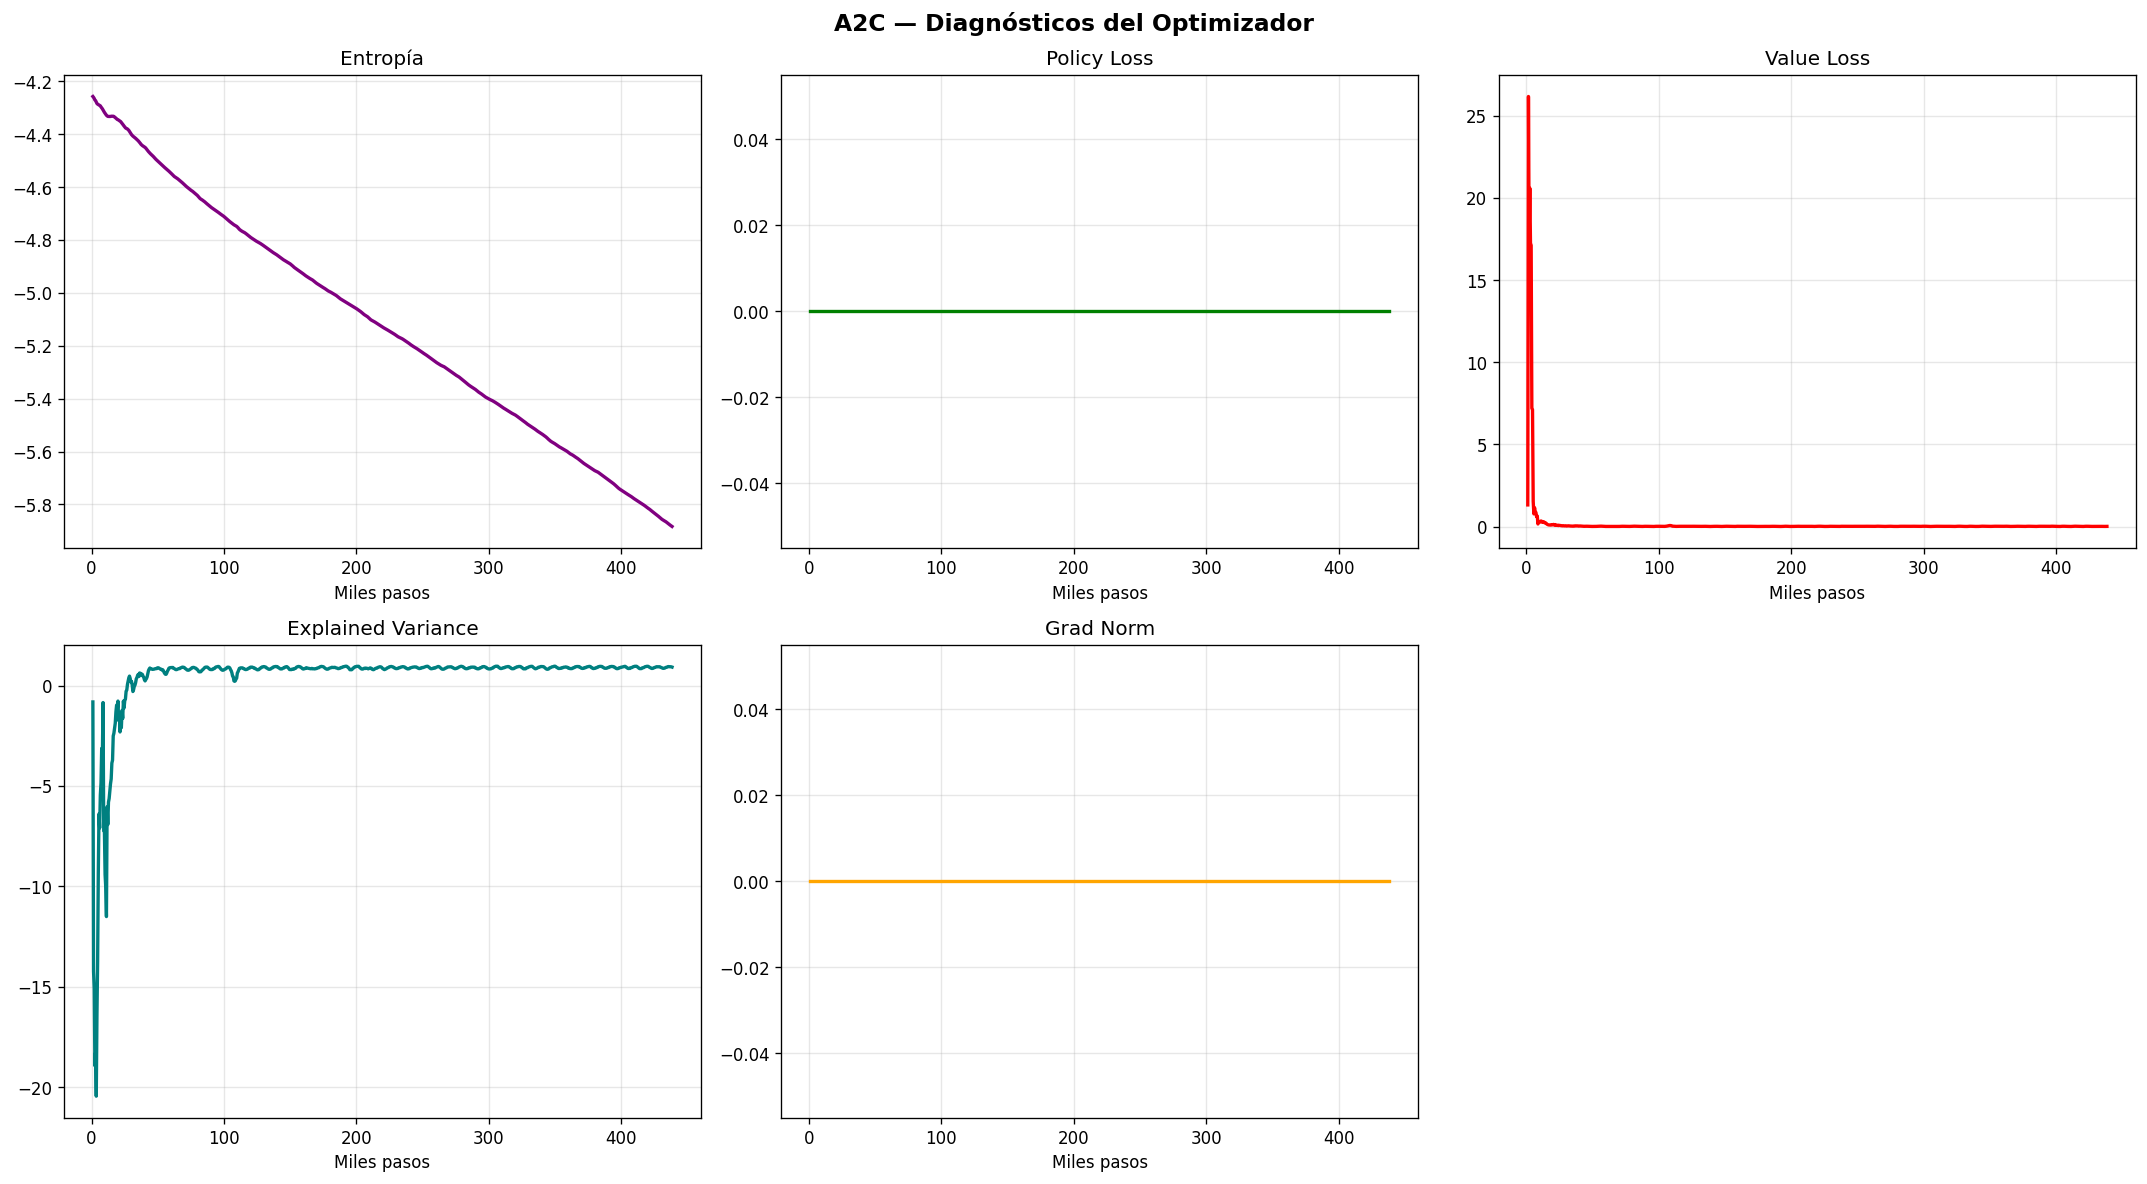 A2C — Diagnósticos del Optimizador
Entropía
−4.2
−4.4
−4.6
−4.8
−5.0
−5.2
−5.4
−5.6
−5.8
0 100 200 300 400
Miles pasos
Policy Loss
0.04
0.02
0.00
−0.02
−0.04
0 100 200 300 400
Miles pasos
Value Loss
25
20
15
10
5
0
0 100 200 300 400
Miles pasos
Explained Variance
0
−5
−10
−15
−20
0 100 200 300 400
Miles pasos
Grad Norm
0.04
0.02
0.00
−0.02
−0.04
0 100 200 300 400
Miles pasos